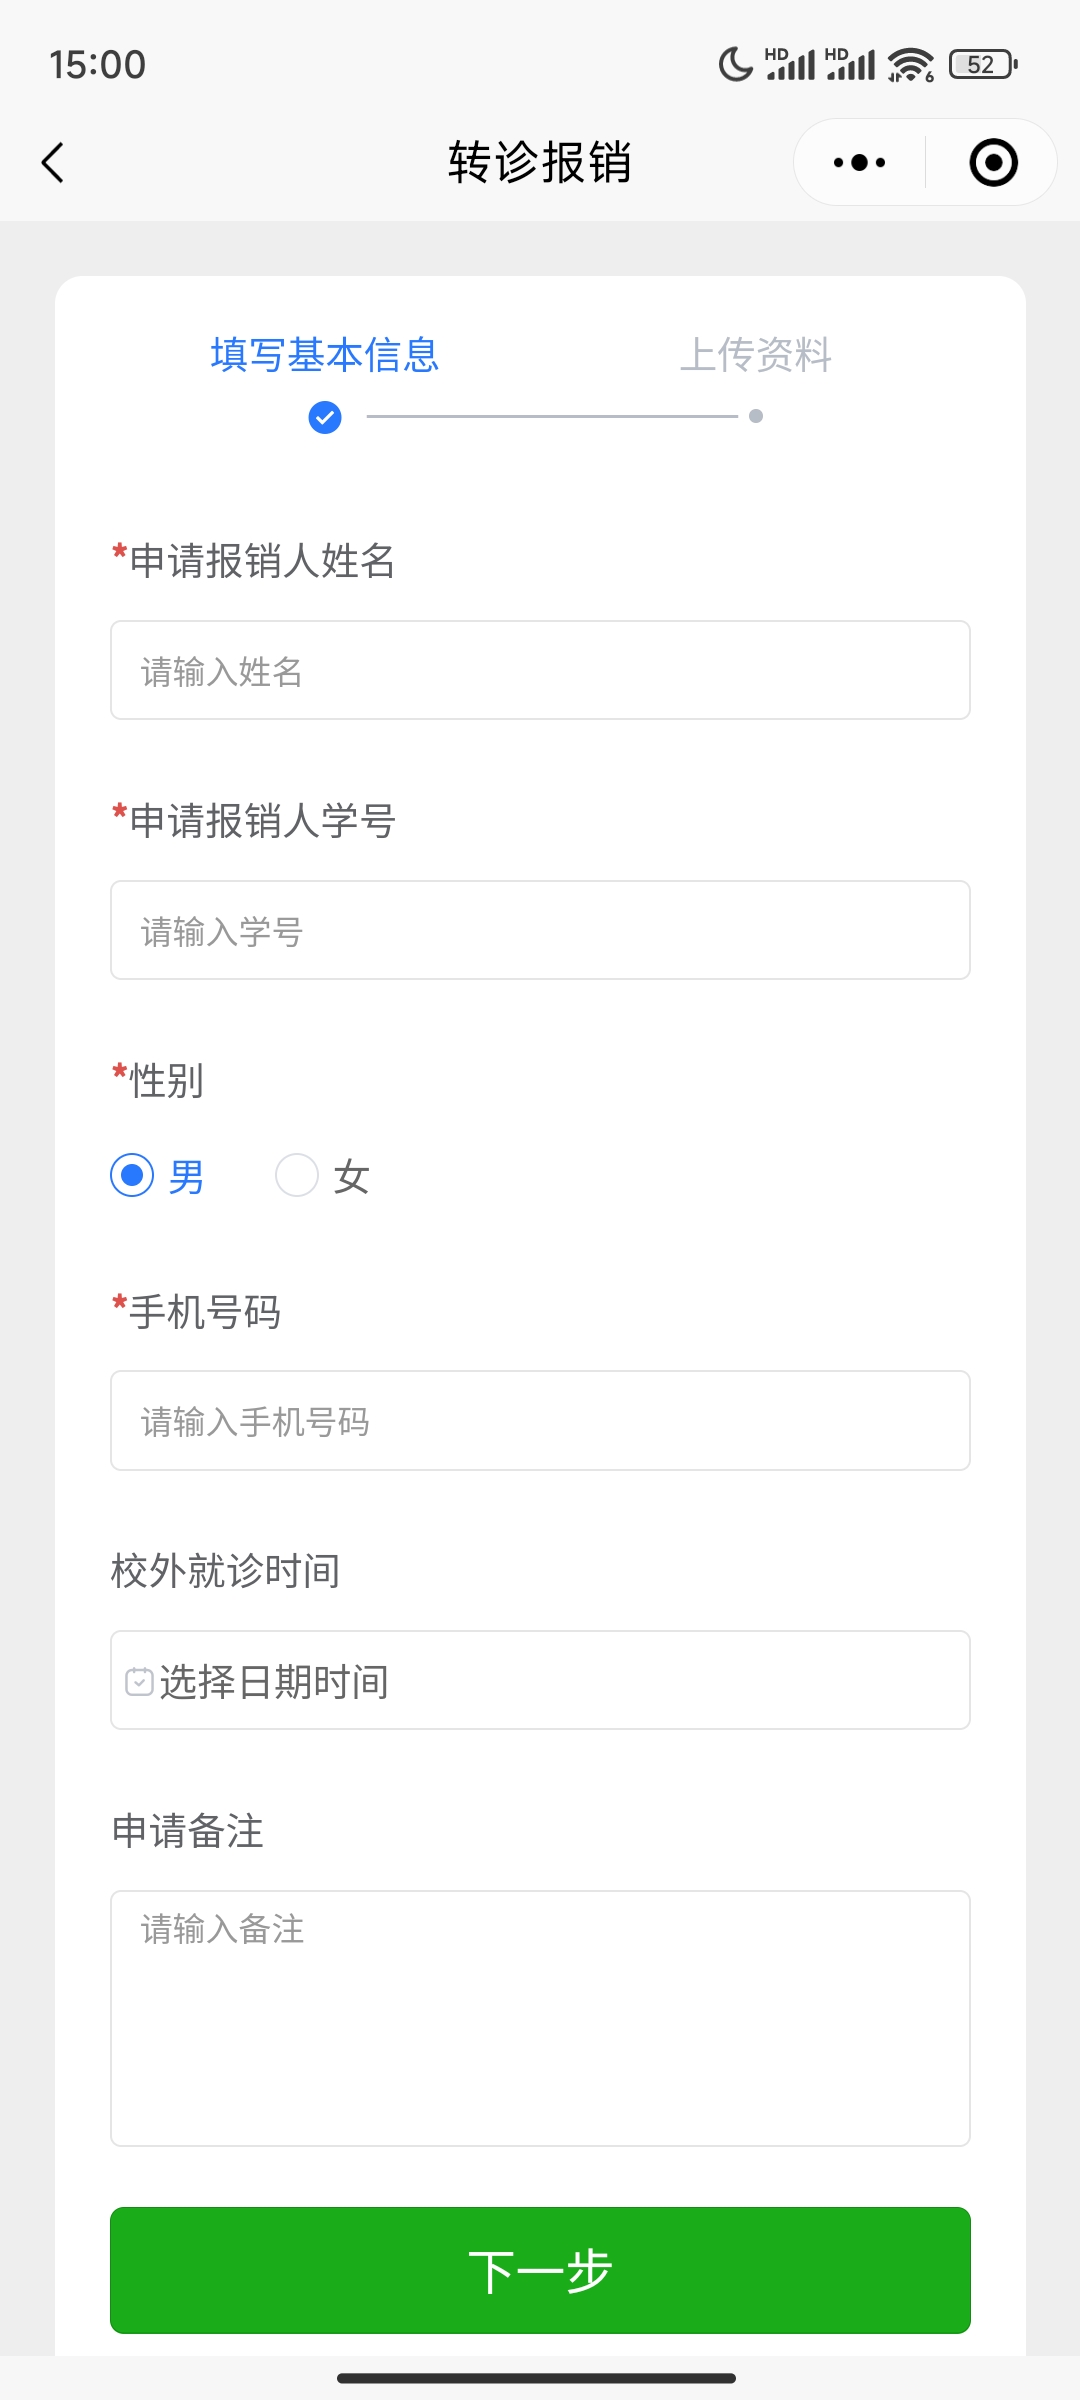 15:00
HD HD 6 52
转诊报销
填写基本信息 上传资料
*申请报销人姓名
请输入姓名
*申请报销人学号
请输入学号
*性别
男 女
*手机号码
请输入手机号码
校外就诊时间
选择日期时间
申请备注
请输入备注
下一步